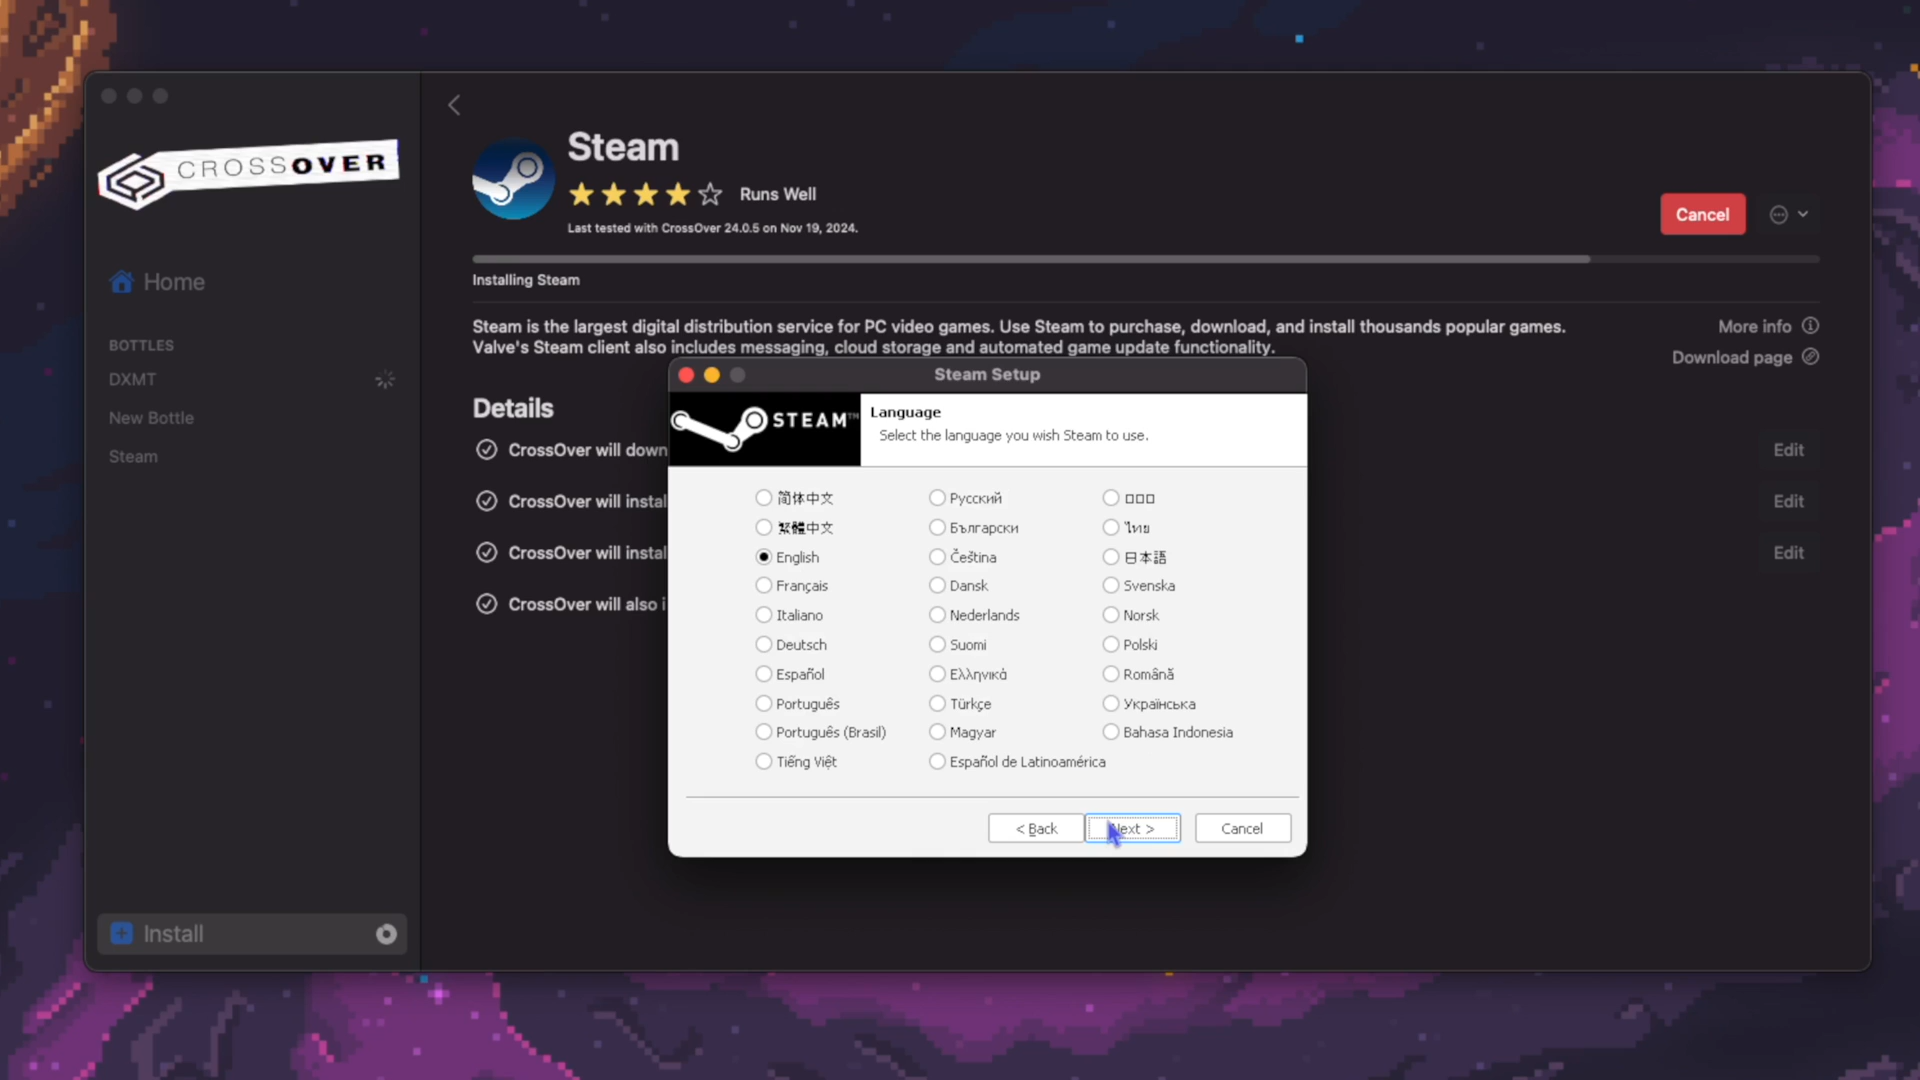 CROSSOVER
Home
BOTTLES
DXMT
New Bottle
Steam
Install
Steam
Runs Well
Last tested with CrossOver 24.0.5 on Nov 19, 2024.
Cancel
Installing Steam
Steam is the largest digital distribution service for PC video games. Use Steam to purchase, download, and install thousands popular games.
Valve's Steam client also includes messaging, cloud storage and automated game update functionality.
More info
Download page
Details
CrossOver will down
Edit
CrossOver will instal
Edit
CrossOver will instal
Edit
CrossOver will also i
Steam Setup
STEAM™
Language
Select the language you wish Steam to use.
简体中文
繁體中文
English
Français
Italiano
Deutsch
Español
Português
Português (Brasil)
Tiếng Việt
Русский
Български
Čeština
Dansk
Nederlands
Suomi
Ελληνικά
Türkçe
Magyar
Español de Latinoamérica
ไทย
日本語
Svenska
Norsk
Polski
Română
Українська
Bahasa Indonesia
< Back
Next >
Cancel